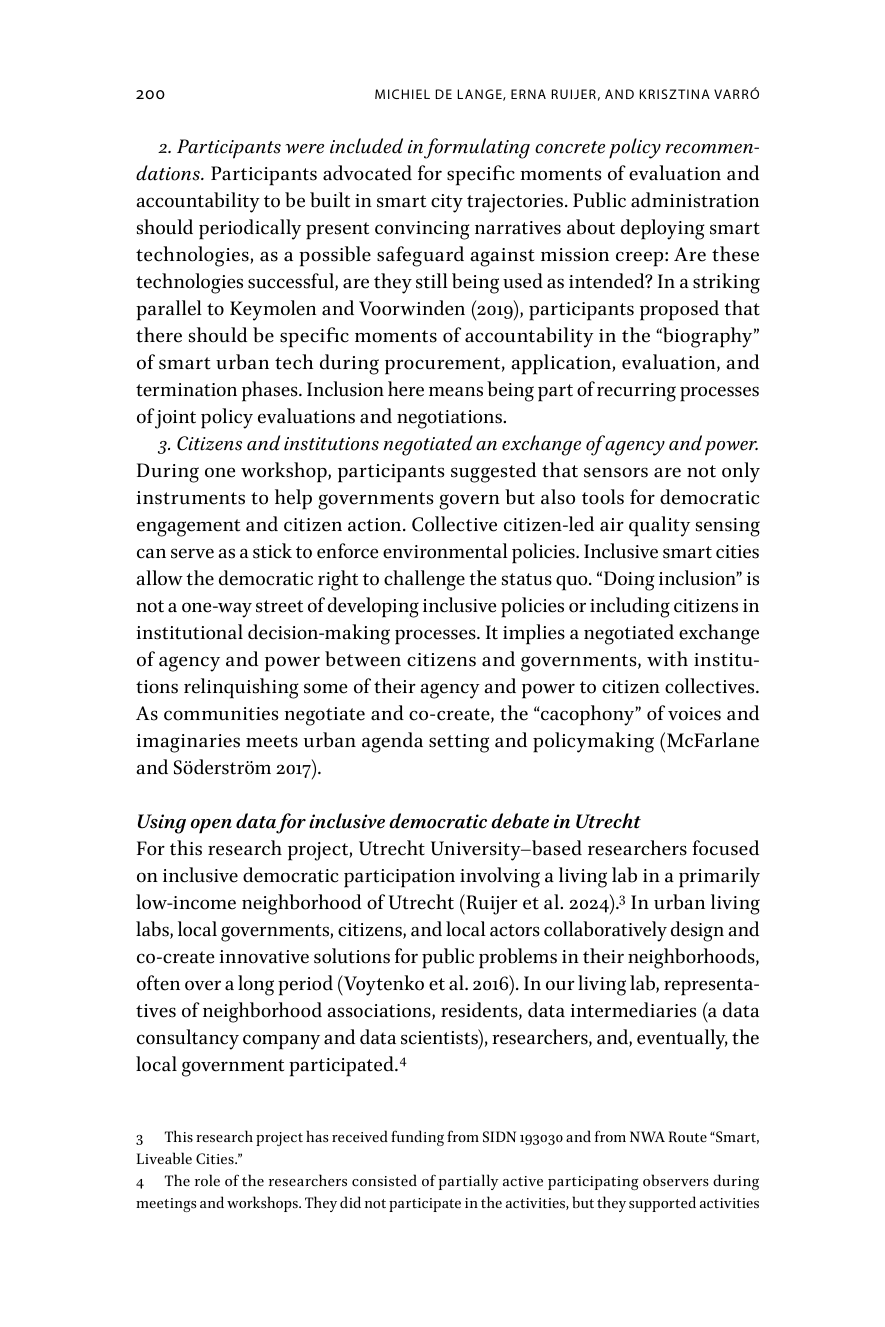 200 MICHIEL DE LANGE, ERNA RUIJER, AND KRISZTINA VARRÓ
2. Participants were included in formulating concrete policy recommen-
dations. Participants advocated for specific moments of evaluation and
accountability to be built in smart city trajectories. Public administration
should periodically present convincing narratives about deploying smart
technologies, as a possible safeguard against mission creep: Are these
technologies successful, are they still being used as intended? In a striking
parallel to Keymolen and Voorwinden (2019), participants proposed that
there should be specific moments of accountability in the “biography”
of smart urban tech during procurement, application, evaluation, and
termination phases. Inclusion here means being part of recurring processes
of joint policy evaluations and negotiations.
3. Citizens and institutions negotiated an exchange of agency and power.
During one workshop, participants suggested that sensors are not only
instruments to help governments govern but also tools for democratic
engagement and citizen action. Collective citizen-led air quality sensing
can serve as a stick to enforce environmental policies. Inclusive smart cities
allow the democratic right to challenge the status quo. “Doing inclusion” is
not a one-way street of developing inclusive policies or including citizens in
institutional decision-making processes. It implies a negotiated exchange
of agency and power between citizens and governments, with institu-
tions relinquishing some of their agency and power to citizen collectives.
As communities negotiate and co-create, the “cacophony” of voices and
imaginaries meets urban agenda setting and policymaking (McFarlane
and Söderström 2017).
Using open data for inclusive democratic debate in Utrecht
For this research project, Utrecht University–based researchers focused
on inclusive democratic participation involving a living lab in a primarily
low-income neighborhood of Utrecht (Ruijer et al. 2024).³ In urban living
labs, local governments, citizens, and local actors collaboratively design and
co-create innovative solutions for public problems in their neighborhoods,
often over a long period (Voytenko et al. 2016). In our living lab, representa-
tives of neighborhood associations, residents, data intermediaries (a data
consultancy company and data scientists), researchers, and, eventually, the
local government participated.⁴
3 This research project has received funding from SIDN 193030 and from NWA Route “Smart,
Liveable Cities.”
4 The role of the researchers consisted of partially active participating observers during
meetings and workshops. They did not participate in the activities, but they supported activities